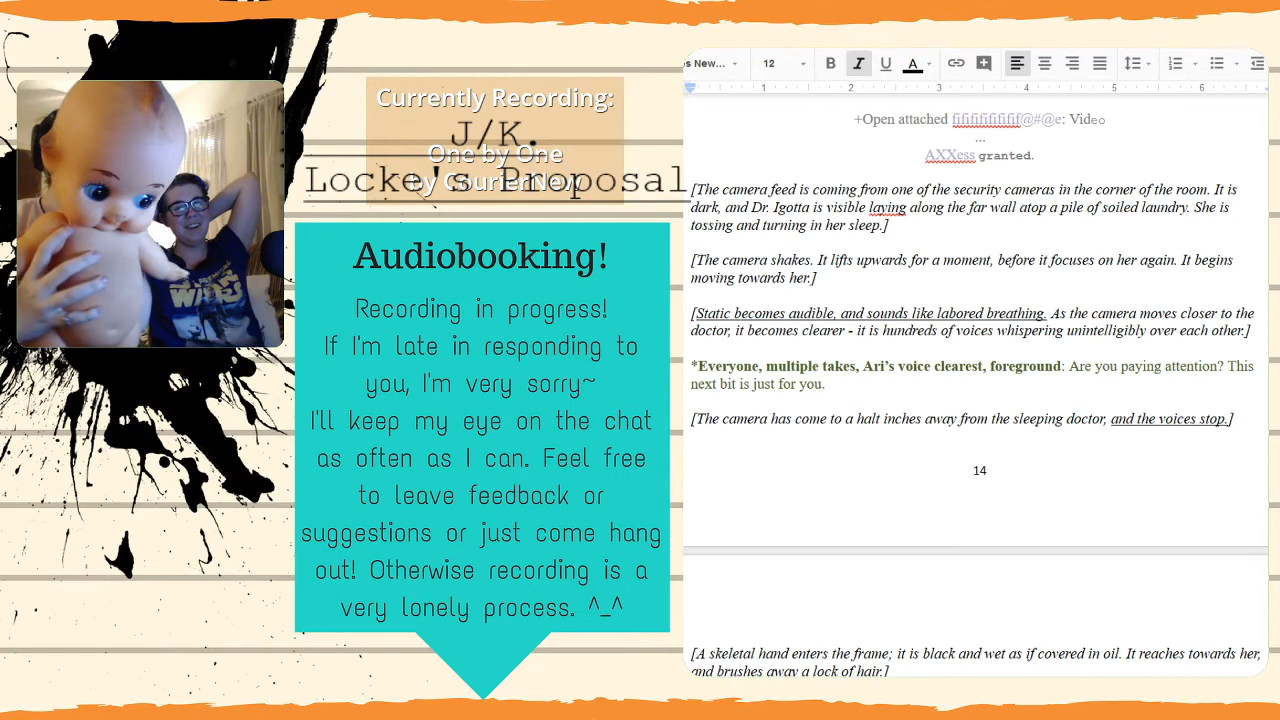 Currently Recording:
J/K.
One by One
by CourierNew
Locke's Proposal
Audiobooking!
Recording in progress!
If I'm late in responding to
you, I'm very sorry~
I'll keep my eye on the chat
as often as I can. Feel free
to leave feedback or
suggestions or just come hang
out! Otherwise recording is a
very lonely process. ^_^
s New...
12
B I U A
1 2 3 4 5 6
+Open attached fifififififififif@#@e: Video
...
AXXess granted.
[The camera feed is coming from one of the security cameras in the corner of the room. It is
dark, and Dr. Igotta is visible laying along the far wall atop a pile of soiled laundry. She is
tossing and turning in her sleep.]
[The camera shakes. It lifts upwards for a moment, before it focuses on her again. It begins
moving towards her.]
[Static becomes audible, and sounds like labored breathing. As the camera moves closer to the
doctor, it becomes clearer - it is hundreds of voices whispering unintelligibly over each other.]
*Everyone, multiple takes, Ari's voice clearest, foreground: Are you paying attention? This
next bit is just for you.
[The camera has come to a halt inches away from the sleeping doctor, and the voices stop.]
14
[A skeletal hand enters the frame; it is black and wet as if covered in oil. It reaches towards her,
and brushes away a lock of hair.]
WARS